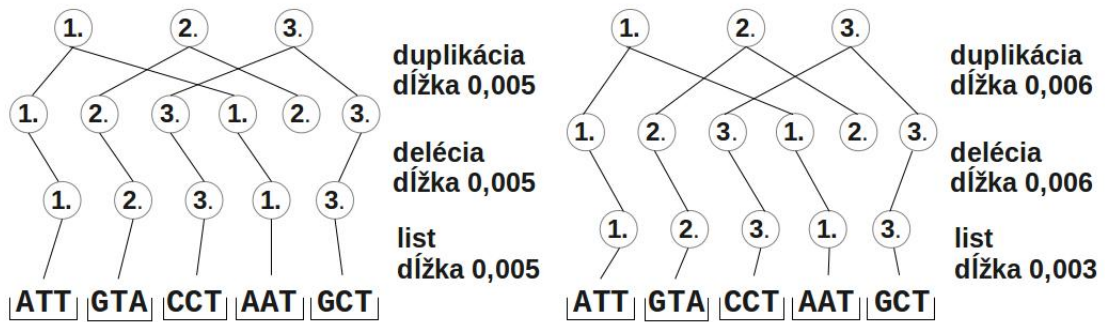 1. 2. 3.
duplikácia
dĺžka 0,005
1. 2. 3. 1. 2. 3.
delécia
dĺžka 0,005
1. 2. 3. 1. 3.
list
dĺžka 0,005
ATT GTA CCT AAT GCT
1. 2. 3.
duplikácia
dĺžka 0,006
1. 2. 3. 1. 2. 3.
delécia
dĺžka 0,006
1. 2. 3. 1. 3.
list
dĺžka 0,003
ATT GTA CCT AAT GCT